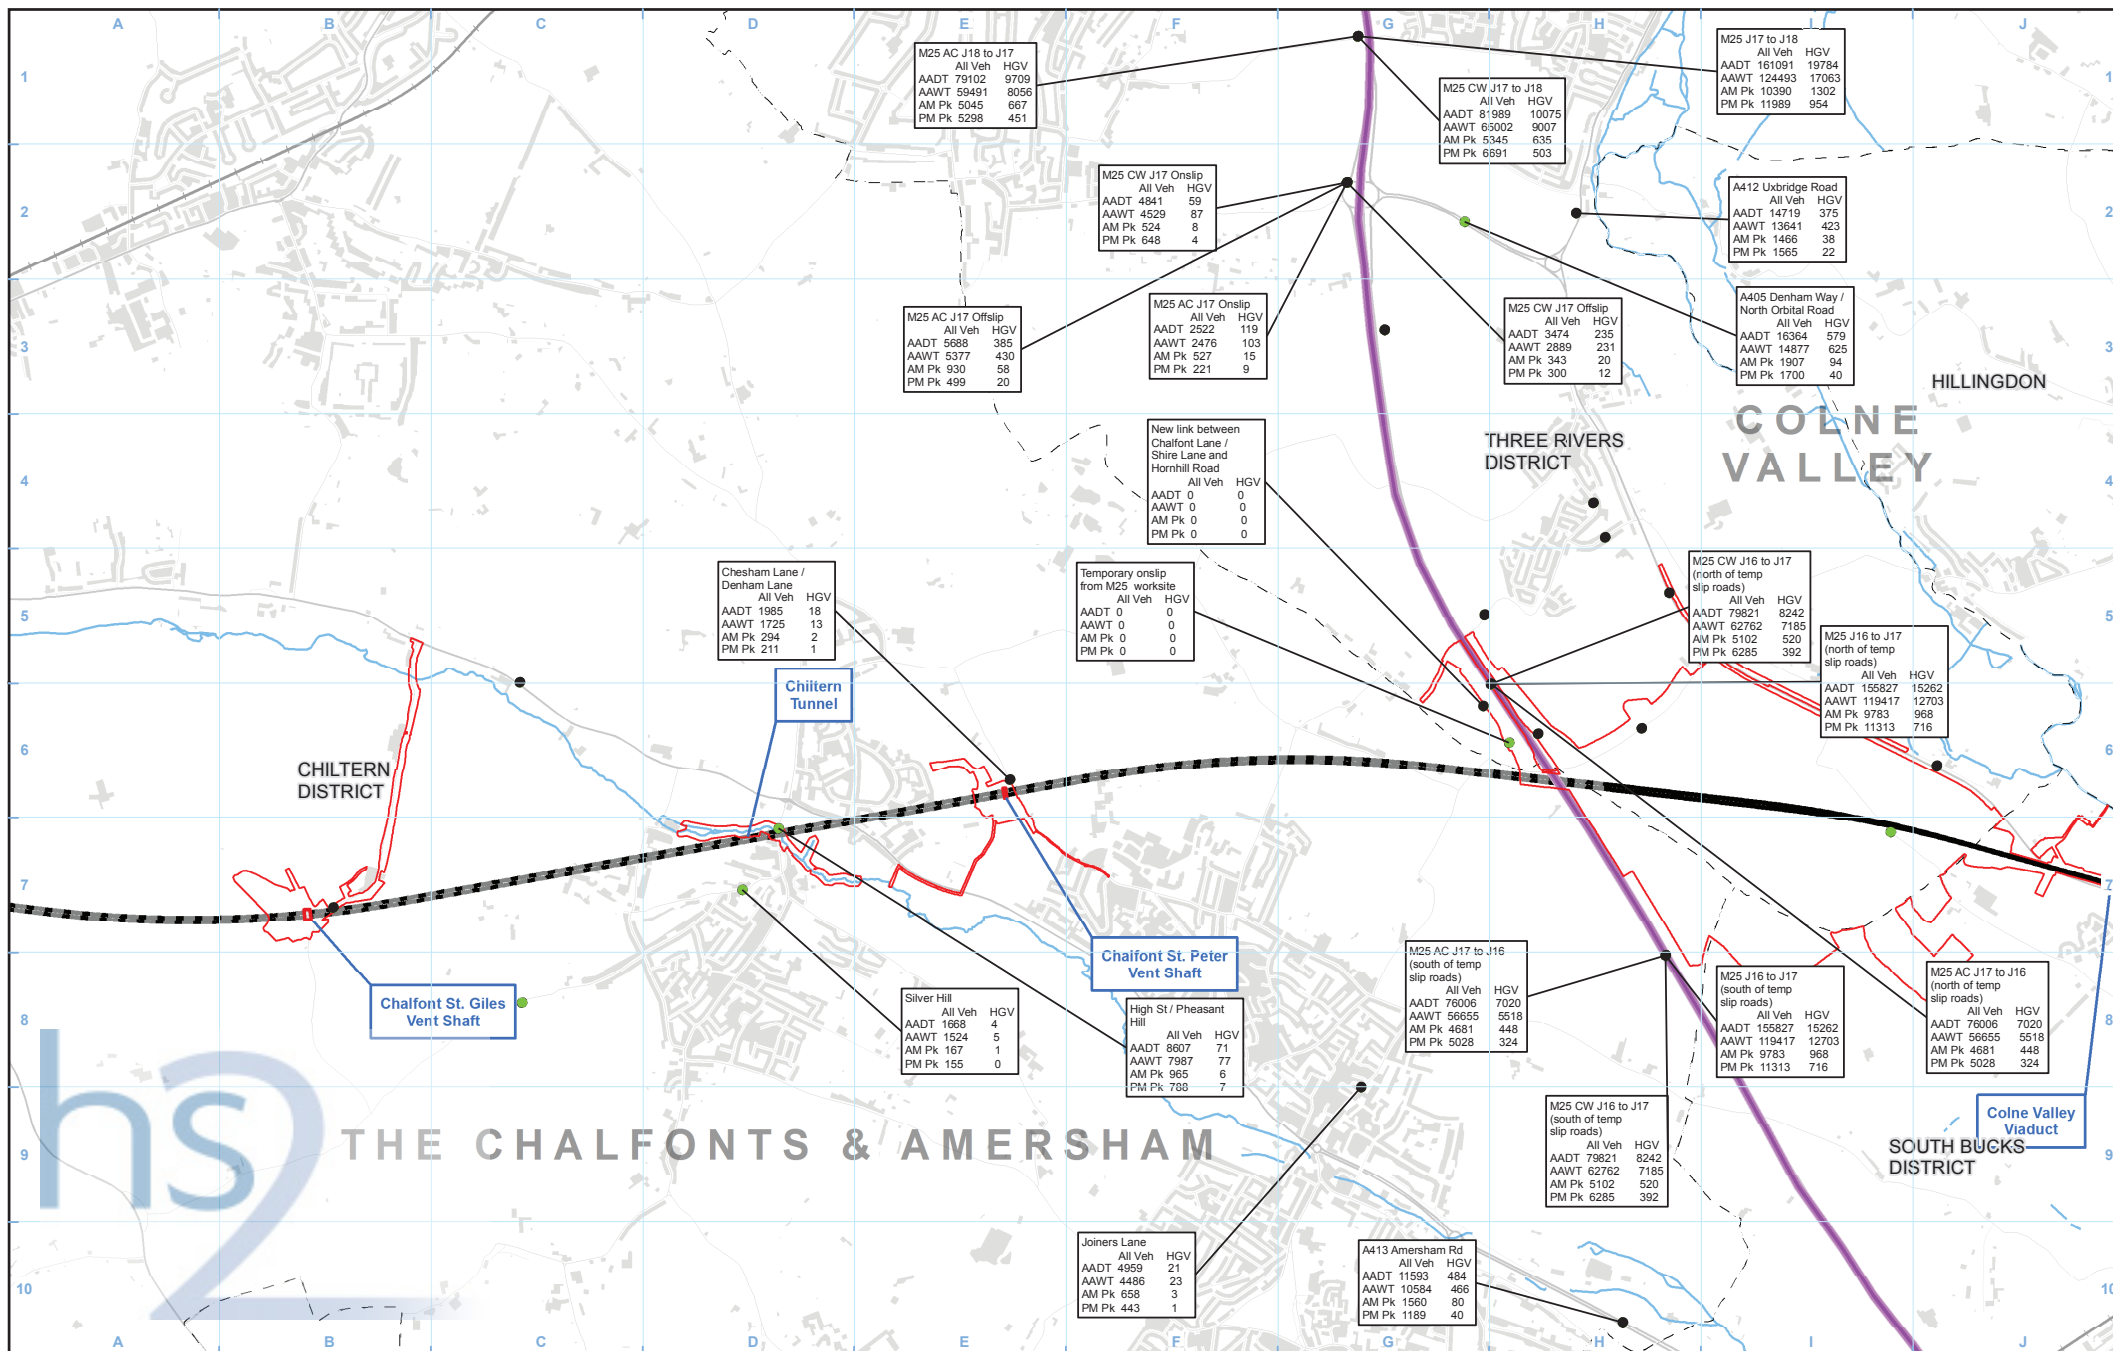 A B C D E F G H I J
1
2
3
4
5
6
7
8
9
10
M25 AC J18 to J17
All Veh HGV
AADT 79102 9709
AAWT 59491 8056
AM Pk 5045 667
PM Pk 5298 451
M25 CW J17 to J18
All Veh HGV
AADT 81989 10075
AAWT 65002 9007
AM Pk 5345 635
PM Pk 6691 503
M25 J17 to J18
All Veh HGV
AADT 161091 19784
AAWT 124493 17063
AM Pk 10390 1302
PM Pk 11989 954
M25 CW J17 Onslip
All Veh HGV
AADT 4841 59
AAWT 4529 87
AM Pk 524 8
PM Pk 648 4
A412 Uxbridge Road
All Veh HGV
AADT 14719 375
AAWT 13641 423
AM Pk 1466 38
PM Pk 1565 22
M25 AC J17 Offslip
All Veh HGV
AADT 5688 385
AAWT 5377 430
AM Pk 930 58
PM Pk 499 20
M25 AC J17 Onslip
All Veh HGV
AADT 2522 119
AAWT 2476 103
AM Pk 527 15
PM Pk 221 9
M25 CW J17 Offslip
All Veh HGV
AADT 3474 235
AAWT 2889 231
AM Pk 343 20
PM Pk 300 12
A405 Denham Way /
North Orbital Road
All Veh HGV
AADT 16364 579
AAWT 14877 625
AM Pk 1907 94
PM Pk 1700 40
HILLINGDON
COLNE
VALLEY
THREE RIVERS
DISTRICT
New link between
Chalfont Lane /
Shire Lane and
Hornhill Road
All Veh HGV
AADT 0 0
AAWT 0 0
AM Pk 0 0
PM Pk 0 0
Chesham Lane /
Denham Lane
All Veh HGV
AADT 1985 18
AAWT 1725 13
AM Pk 294 2
PM Pk 211 1
Temporary onslip
from M25 worksite
All Veh HGV
AADT 0 0
AAWT 0 0
AM Pk 0 0
PM Pk 0 0
M25 CW J16 to J17
(north of temp
slip roads)
All Veh HGV
AADT 79821 8242
AAWT 62762 7185
AM Pk 5102 520
PM Pk 6285 392
M25 J16 to J17
(north of temp
slip roads)
All Veh HGV
AADT 155827 15262
AAWT 119417 12703
AM Pk 9783 968
PM Pk 11313 716
Chiltern
Tunnel
CHILTERN
DISTRICT
Chalfont St. Peter
Vent Shaft
Chalfont St. Giles
Vent Shaft
Silver Hill
All Veh HGV
AADT 1668 4
AAWT 1524 5
AM Pk 167 1
PM Pk 155 0
High St / Pheasant
Hill
All Veh HGV
AADT 8607 71
AAWT 7987 77
AM Pk 965 6
PM Pk 788 7
M25 AC J17 to J16
(south of temp
slip roads)
All Veh HGV
AADT 76006 7020
AAWT 56655 5518
AM Pk 4681 448
PM Pk 5028 324
M25 J16 to J17
(south of temp
slip roads)
All Veh HGV
AADT 155827 15262
AAWT 119417 12703
AM Pk 9783 968
PM Pk 11313 716
M25 AC J17 to J16
(north of temp
slip roads)
All Veh HGV
AADT 76006 7020
AAWT 56655 5518
AM Pk 4681 448
PM Pk 5028 324
M25 CW J16 to J17
(south of temp
slip roads)
All Veh HGV
AADT 79821 8242
AAWT 62762 7185
AM Pk 5102 520
PM Pk 6285 392
Colne Valley
Viaduct
SOUTH BUCKS
DISTRICT
hs2
THE CHALFONTS & AMERSHAM
Joiners Lane
All Veh HGV
AADT 4959 21
AAWT 4486 23
AM Pk 658 3
PM Pk 443 1
A413 Amersham Rd
All Veh HGV
AADT 11593 484
AAWT 10584 466
AM Pk 1560 80
PM Pk 1189 40
1
2
3
4
5
6
7
8
9
10
A B C D E F G H I J